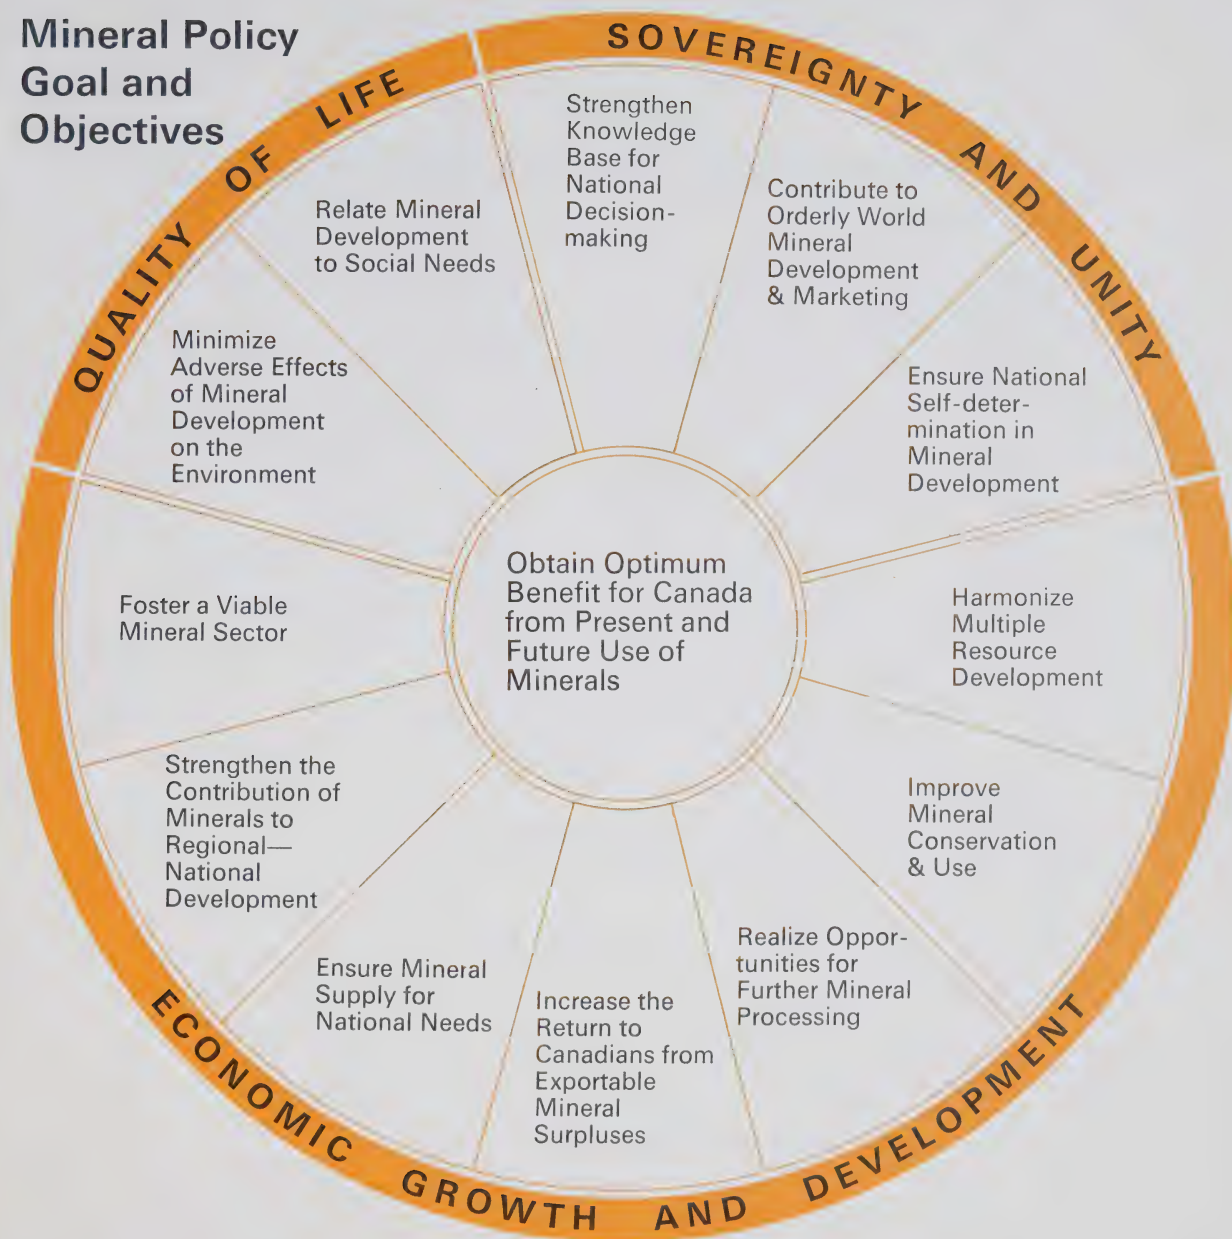 Mineral Policy
Goal and
Objectives
QUALITY OF LIFE
SOVEREIGNTY AND UNITY
ECONOMIC GROWTH AND DEVELOPMENT
Strengthen
Knowledge
Base for
National
Decision-
making
Contribute to
Orderly World
Mineral
Development
& Marketing
Ensure National
Self-deter-
mination in
Mineral
Development
Harmonize
Multiple
Resource
Development
Improve
Mineral
Conservation
& Use
Realize Oppor-
tunities for
Further Mineral
Processing
Increase the
Return to
Canadians from
Exportable
Mineral
Surpluses
Ensure Mineral
Supply for
National Needs
Strengthen the
Contribution of
Minerals to
Regional—
National
Development
Foster a Viable
Mineral Sector
Minimize
Adverse Effects
of Mineral
Development
on the
Environment
Relate Mineral
Development
to Social Needs
Obtain Optimum
Benefit for Canada
from Present and
Future Use of
Minerals